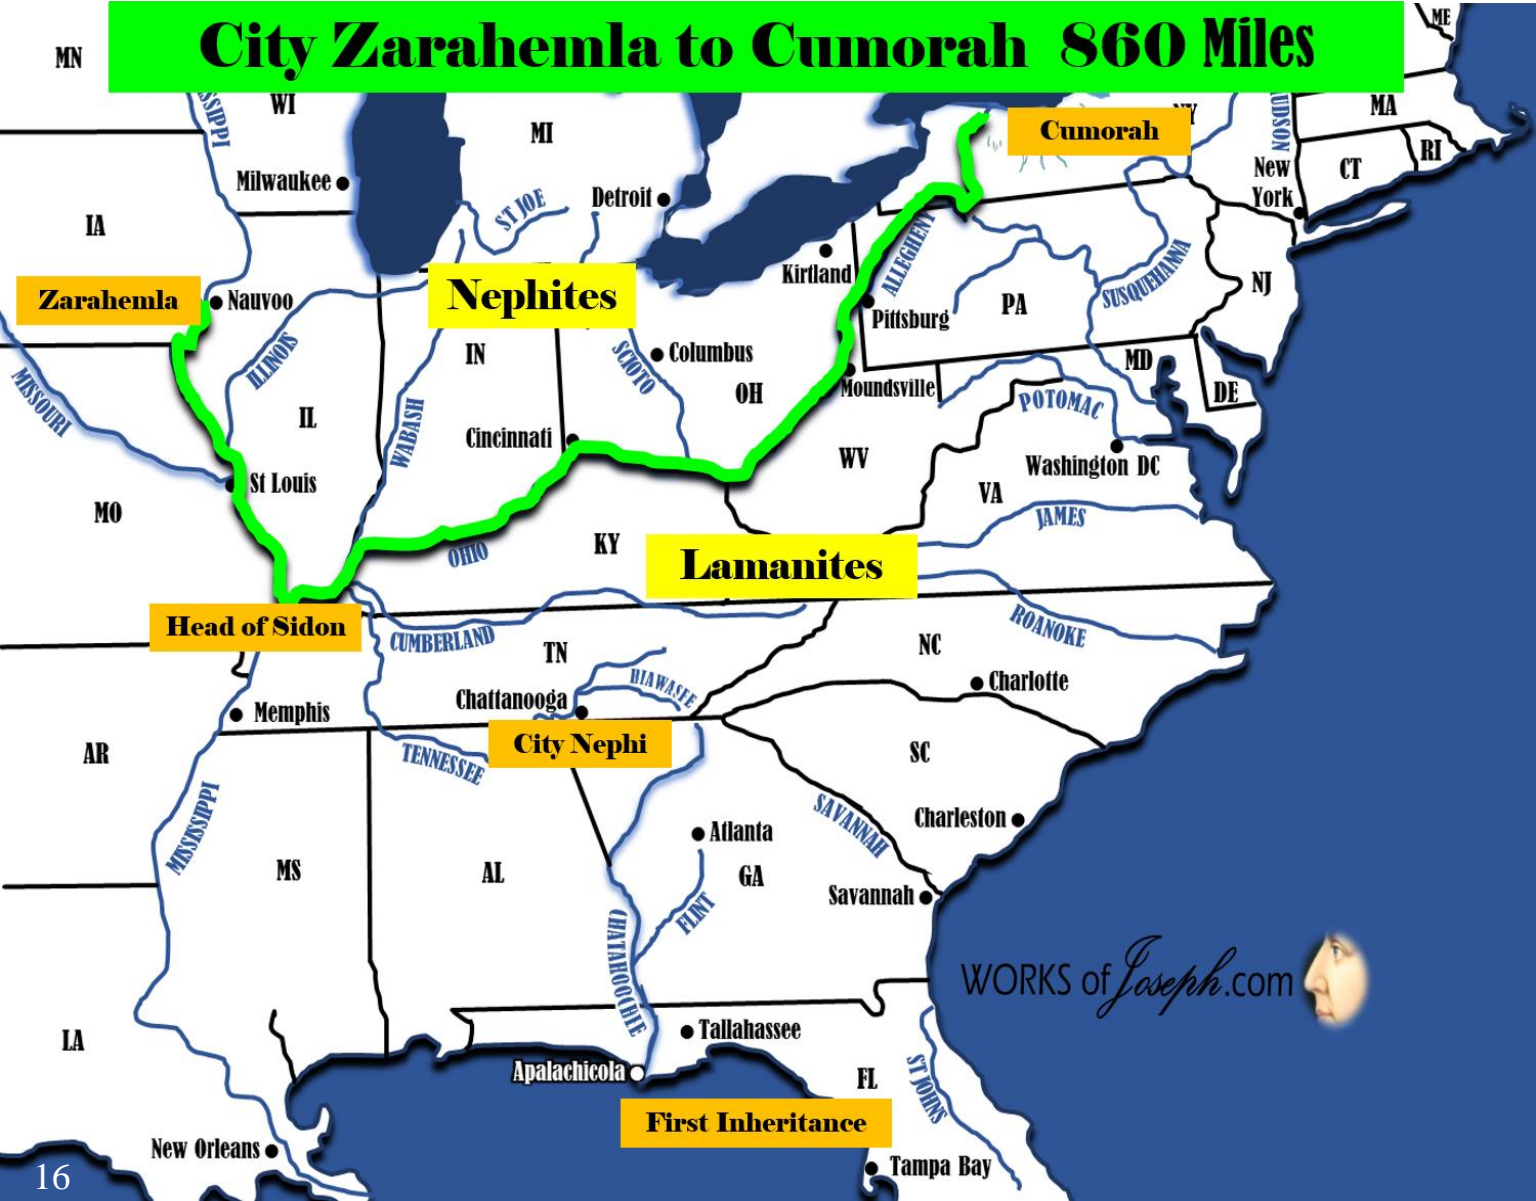 City Zarahemla to Cumorah 860 Miles
MN
WI
MI
ME
NY
HUDSON
MA
CT
RI
New
York
SSIPPI
Milwaukee
Detroit
Cumorah
IA
ST JOE
Zarahemla
Nauvoo
Nephites
Kirtland
ALLEGHENY
SUSQUEHANNA
NJ
PA
Pittsburg
MISSOURI
ILLINOIS
IN
SCIOTO
Columbus
OH
Moundsville
MD
DE
POTOMAC
IL
WABASH
Cincinnati
WV
Washington DC
St Louis
VA
MO
JAMES
OHIO
KY
Lamanites
Head of Sidon
CUMBERLAND
TN
NC
ROANOKE
HIAWASEE
Chattanooga
Charlotte
Memphis
City Nephi
AR
TENNESSEE
SC
MISSISSIPPI
SAVANNAH
Charleston
Atlanta
MS
AL
GA
FLINT
Savannah
CHATAHOOCHIE
WORKS of Joseph.com
LA
Tallahassee
Apalachicola
FL
ST JOHNS
First Inheritance
New Orleans
Tampa Bay
16